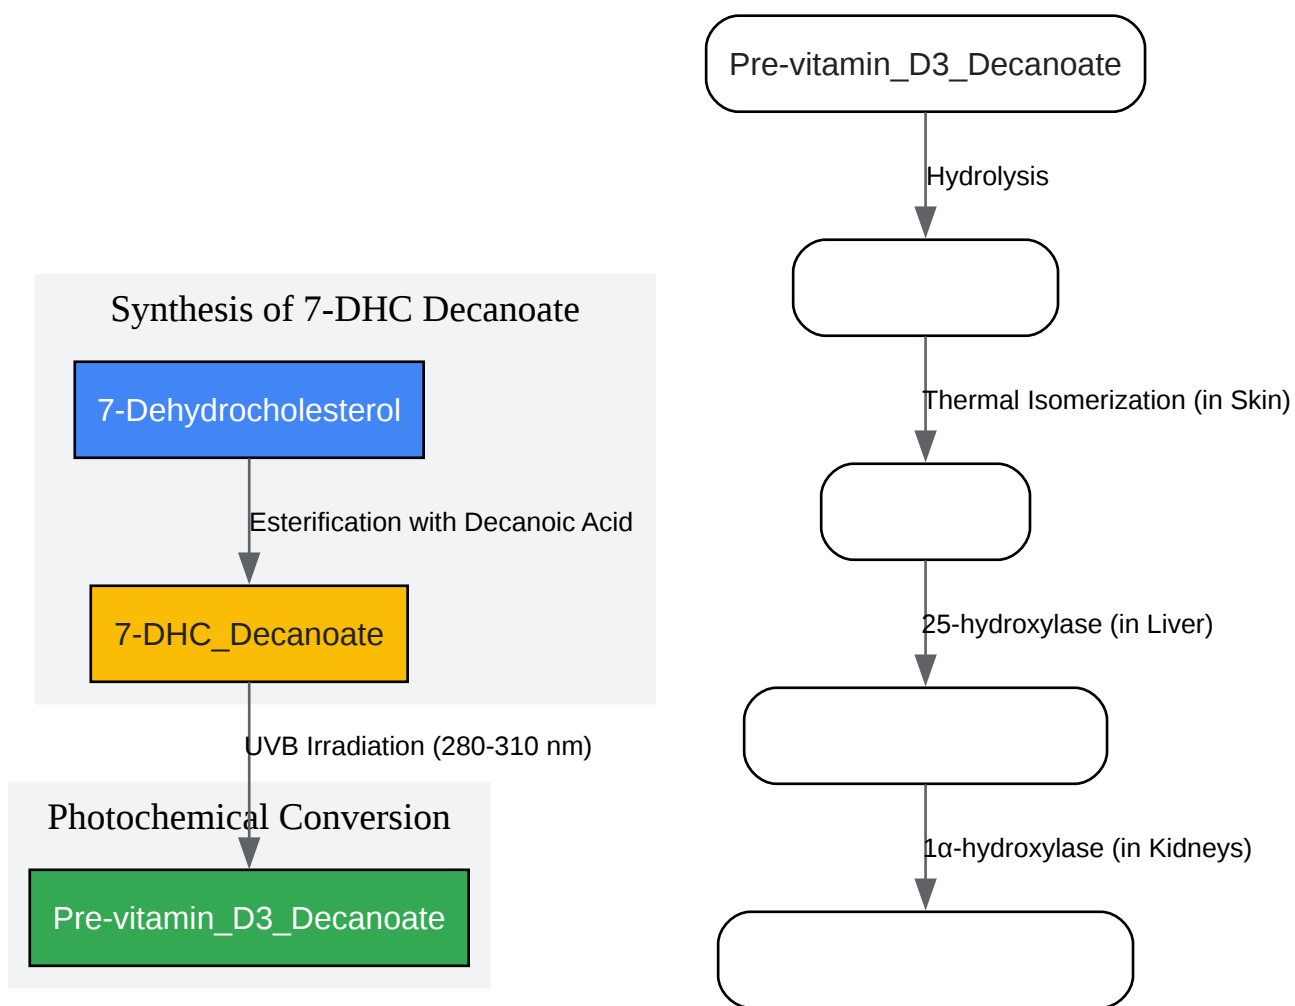 Synthesis of 7-DHC Decanoate
7-Dehydrocholesterol
Esterification with Decanoic Acid
7-DHC_Decanoate
UVB Irradiation (280-310 nm)
Photochemical Conversion
Pre-vitamin_D3_Decanoate
Pre-vitamin_D3_Decanoate
Hydrolysis
Thermal Isomerization (in Skin)
25-hydroxylase (in Liver)
1α-hydroxylase (in Kidneys)